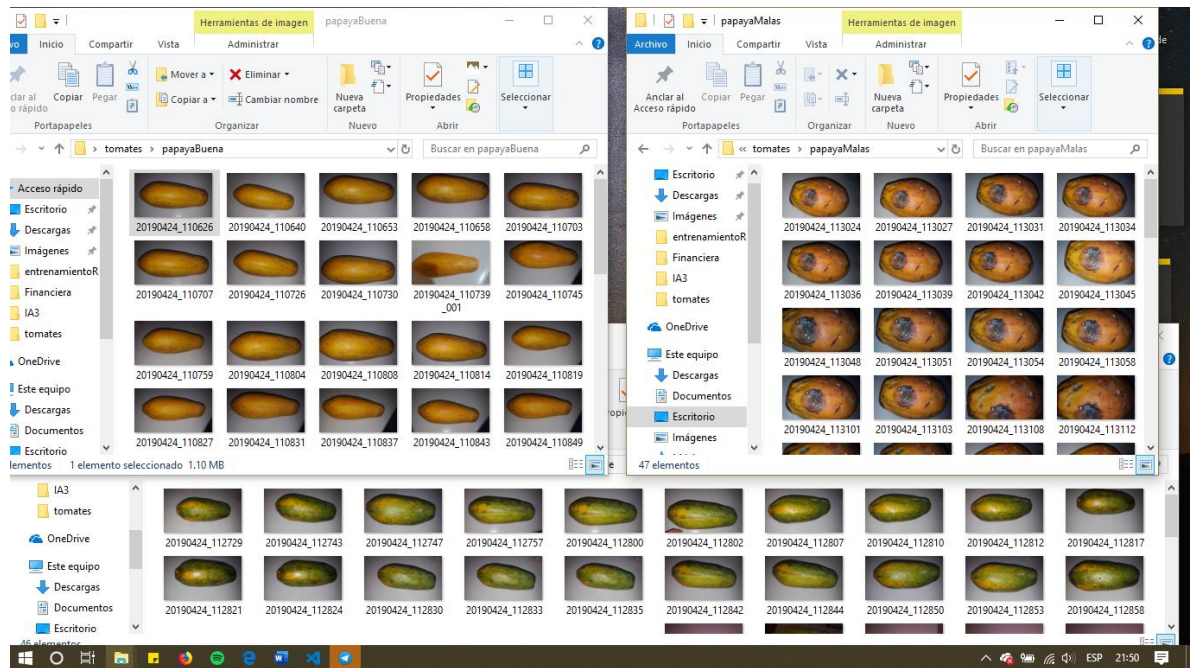 Herramientas de imagen papayaBuena
Inicio Compartir Vista Administrar
Mover a Eliminar
Copiar a Cambiar nombre
Copiar Pegar
Nueva carpeta
Propiedades
Seleccionar
Portapapeles Organizar Nuevo Abrir
tomates > papayaBuena
Buscar en papayaBuena
Acceso rápido
Escritorio
Descargas
Imágenes
entrenamientoR
Financiera
IA3
tomates
OneDrive
Este equipo
Descargas
Documentos
Escritorio
20190424_110626 20190424_110640 20190424_110653 20190424_110658 20190424_110703
20190424_110707 20190424_110726 20190424_110730 20190424_110739_001 20190424_110745
20190424_110759 20190424_110804 20190424_110808 20190424_110814 20190424_110819
20190424_110827 20190424_110831 20190424_110837 20190424_110843 20190424_110849
1 elemento seleccionado 1.10 MB
papayaMalas Herramientas de imagen
Archivo Inicio Compartir Vista Administrar
Anclar al Acceso rápido
Copiar Pegar
Nueva carpeta
Propiedades
Seleccionar
Portapapeles Organizar Nuevo Abrir
« tomates > papayaMalas
Buscar en papayaMalas
Escritorio
Descargas
Imágenes
entrenamientoR
Financiera
IA3
tomates
OneDrive
Este equipo
Descargas
Documentos
Escritorio
Imágenes
20190424_113024 20190424_113027 20190424_113031 20190424_113034
20190424_113036 20190424_113039 20190424_113042 20190424_113045
20190424_113048 20190424_113051 20190424_113054 20190424_113058
20190424_113101 20190424_113103 20190424_113108 20190424_113112
47 elementos
IA3
tomates
OneDrive
Este equipo
Descargas
Documentos
Escritorio
46 elementos
20190424_112729 20190424_112743 20190424_112747 20190424_112757 20190424_112800 20190424_112802 20190424_112807 20190424_112810 20190424_112812 20190424_112817
20190424_112821 20190424_112824 20190424_112830 20190424_112833 20190424_112835 20190424_112842 20190424_112844 20190424_112850 20190424_112853 20190424_112858
ESP 21:50